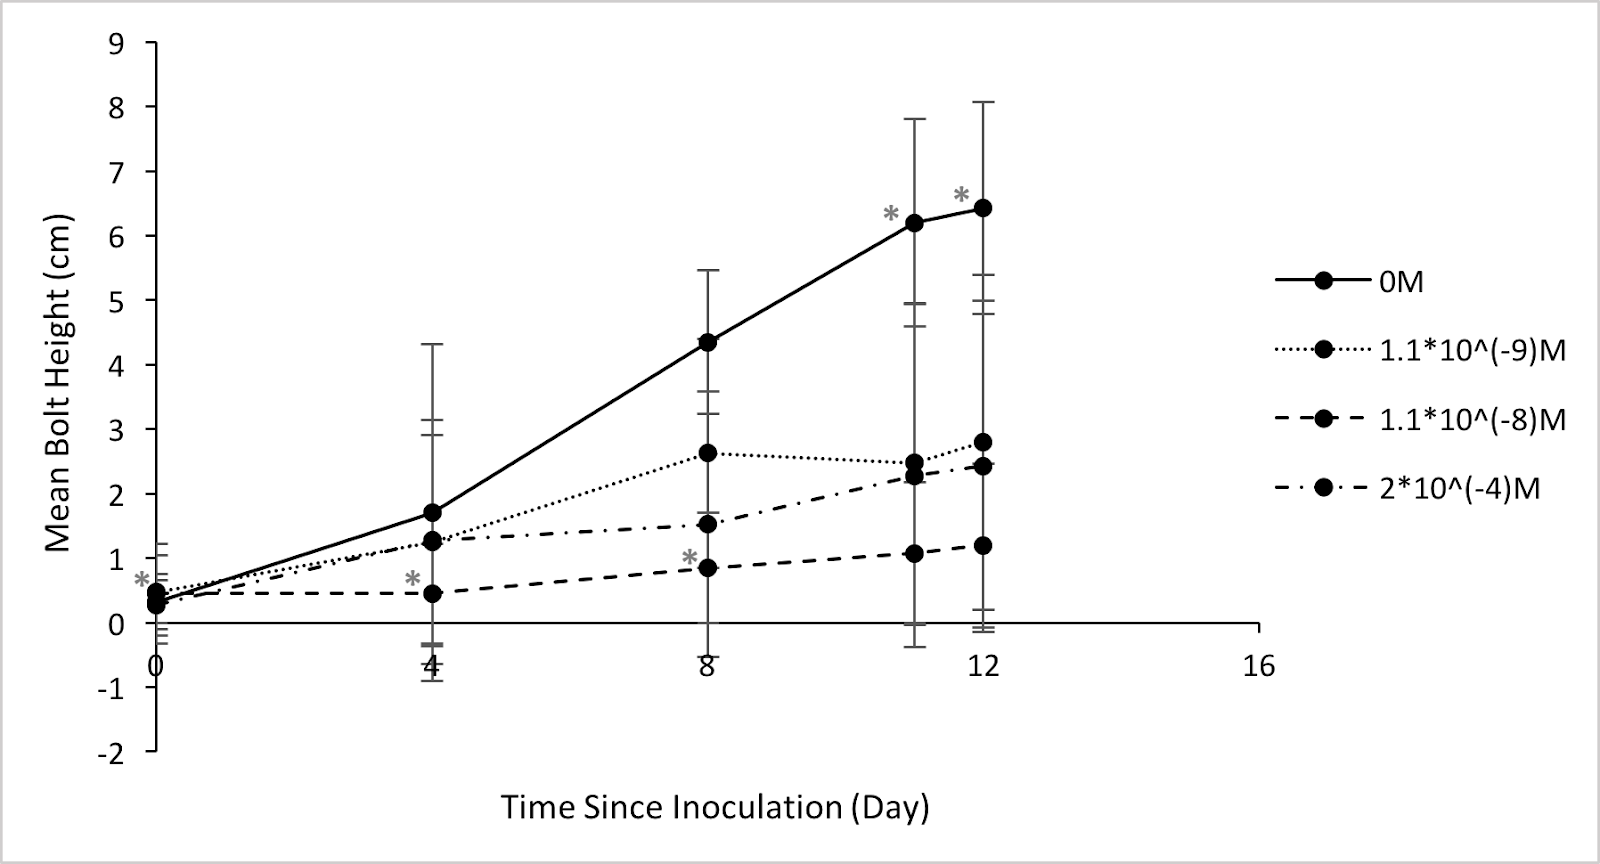 9
8
7
6
5
4
3
2
1
0
-1
-2
Mean Bolt Height (cm)
0 4 8 12 16
Time Since Inoculation (Day)
* * * * *
0M
1.1*10^(-9)M
1.1*10^(-8)M
2*10^(-4)M